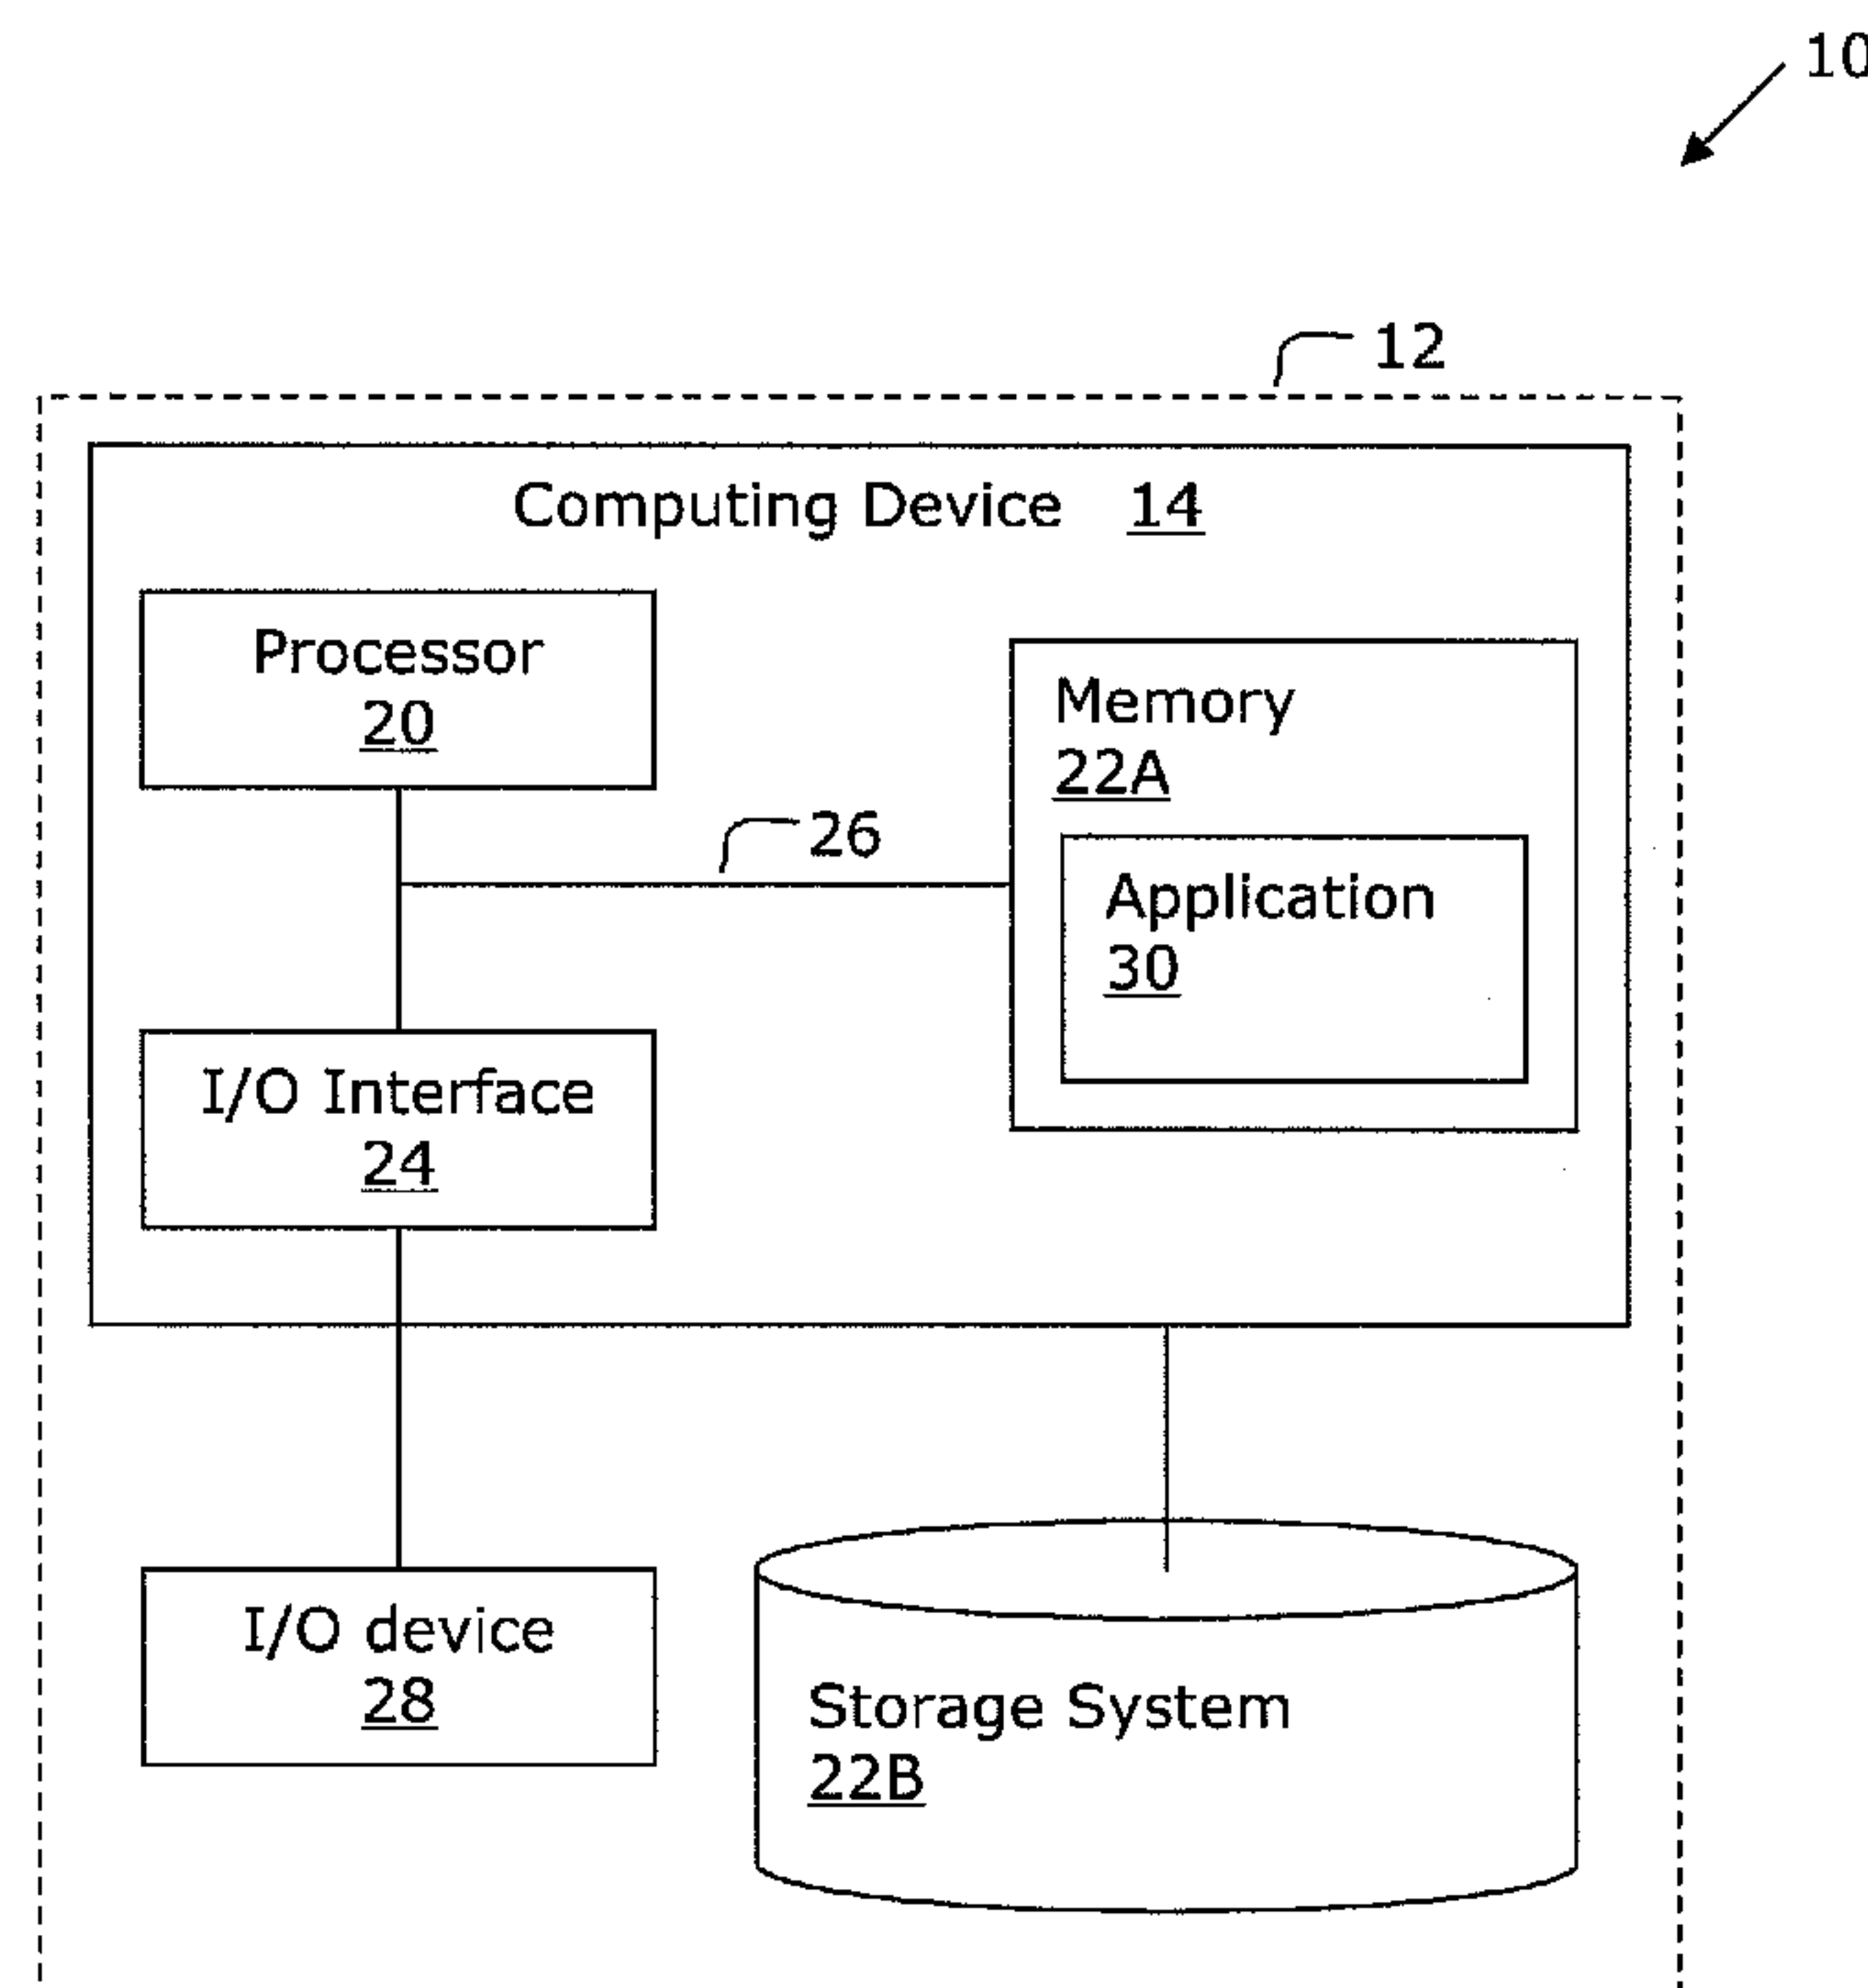 10
12
Computing Device 14
Processor
20
Memory
22A
26
Application
30
I/O Interface
24
I/O device
28
Storage System
22B